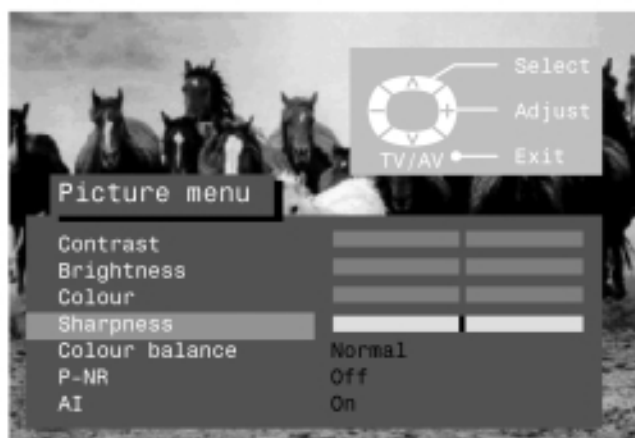 Select
Adjust
TV/AV Exit
Picture menu
Contrast
Brightness
Colour
Sharpness
Colour balance Normal
P-NR Off
AI On